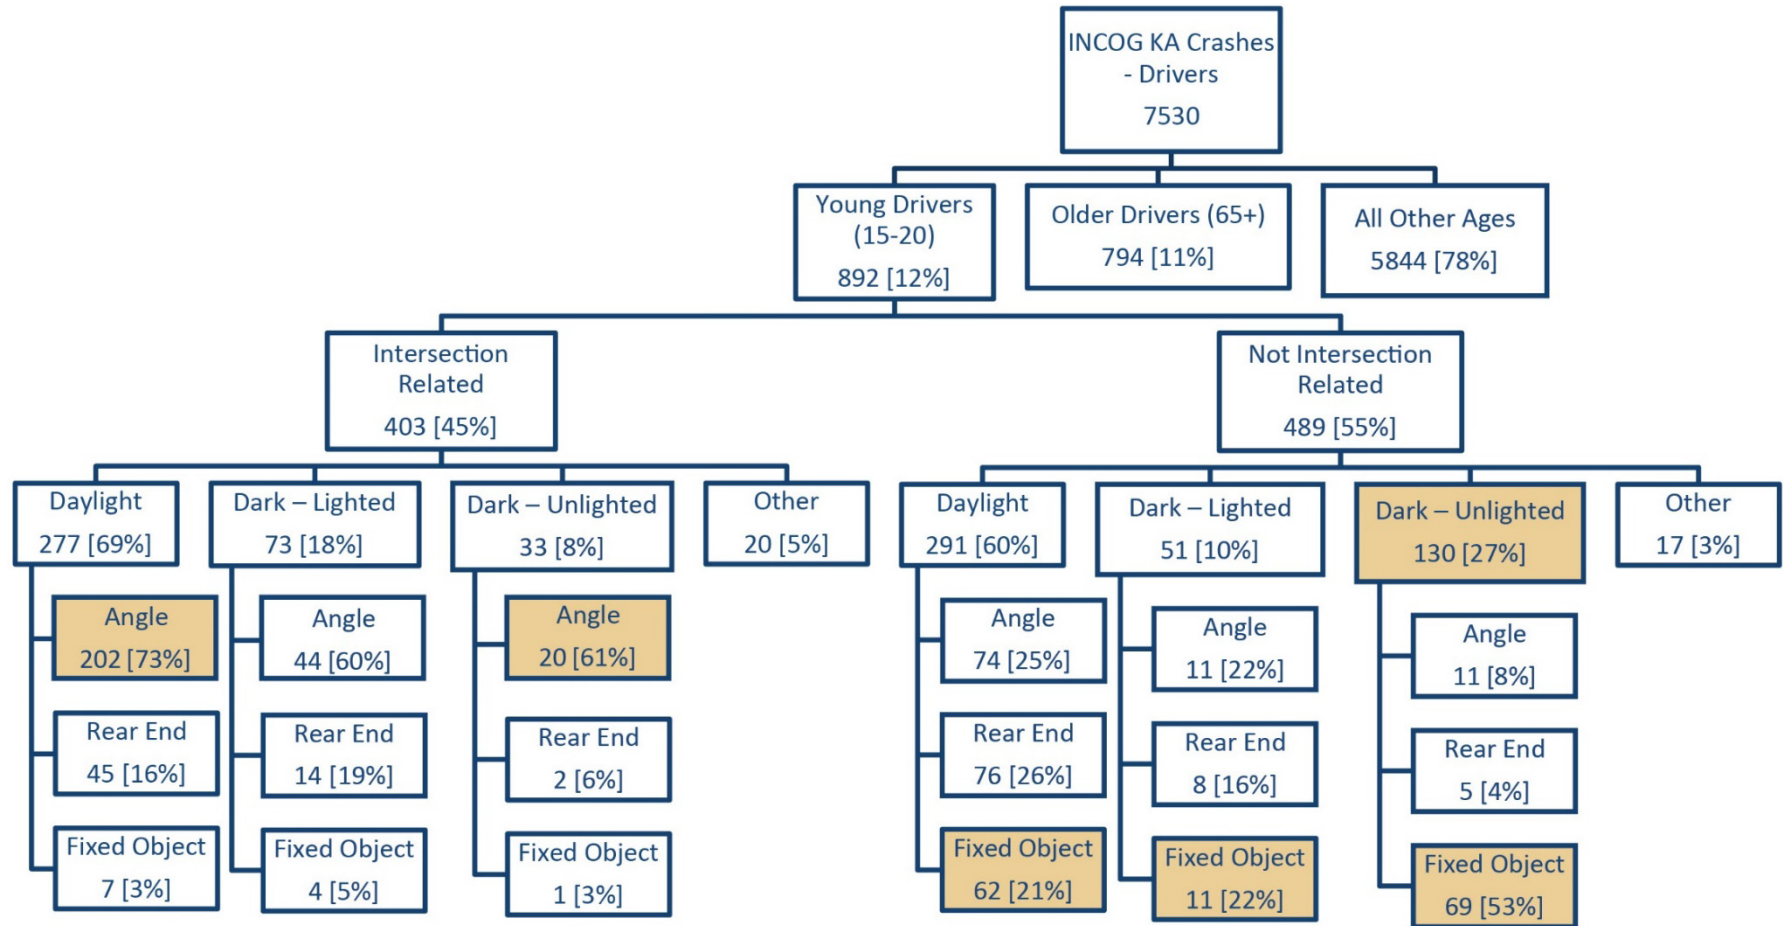 INCOG KA Crashes
- Drivers
7530
Young Drivers
(15-20)
892 [12%]
Older Drivers (65+)
794 [11%]
All Other Ages
5844 [78%]
Intersection
Related
403 [45%]
Not Intersection
Related
489 [55%]
Daylight
277 [69%]
Angle
202 [73%]
Rear End
45 [16%]
Fixed Object
7 [3%]
Dark – Lighted
73 [18%]
Angle
44 [60%]
Rear End
14 [19%]
Fixed Object
4 [5%]
Dark – Unlighted
33 [8%]
Angle
20 [61%]
Rear End
2 [6%]
Fixed Object
1 [3%]
Other
20 [5%]
Daylight
291 [60%]
Angle
74 [25%]
Rear End
76 [26%]
Fixed Object
62 [21%]
Dark – Lighted
51 [10%]
Angle
11 [22%]
Rear End
8 [16%]
Fixed Object
11 [22%]
Dark – Unlighted
130 [27%]
Angle
11 [8%]
Rear End
5 [4%]
Fixed Object
69 [53%]
Other
17 [3%]